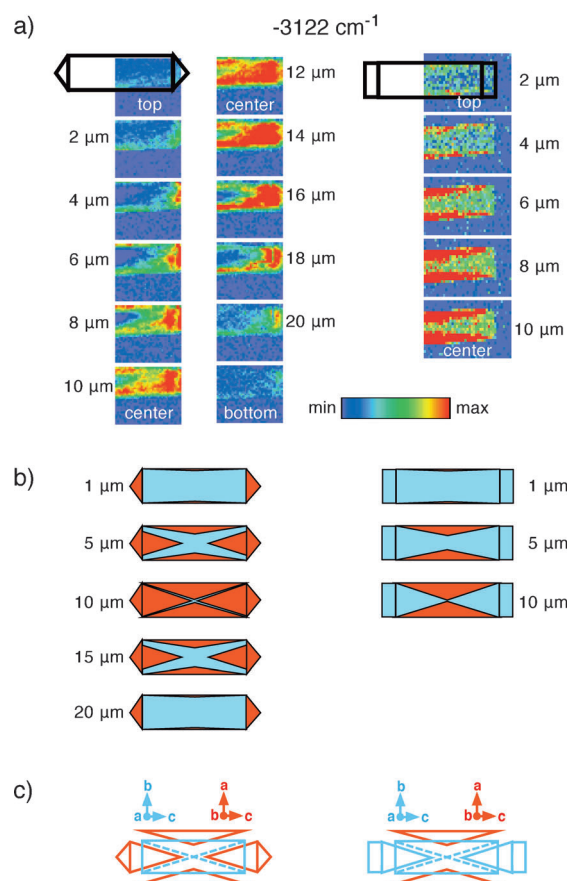 a)
-3122 cm⁻¹
top
2 µm
4 µm
6 µm
8 µm
10 µm
center
12 µm
center
14 µm
16 µm
18 µm
20 µm
bottom
top
2 µm
4 µm
6 µm
8 µm
10 µm
center
min max
b)
1 µm
5 µm
10 µm
15 µm
20 µm
1 µm
5 µm
10 µm
c)
b a
a c b c
b a
a c b c